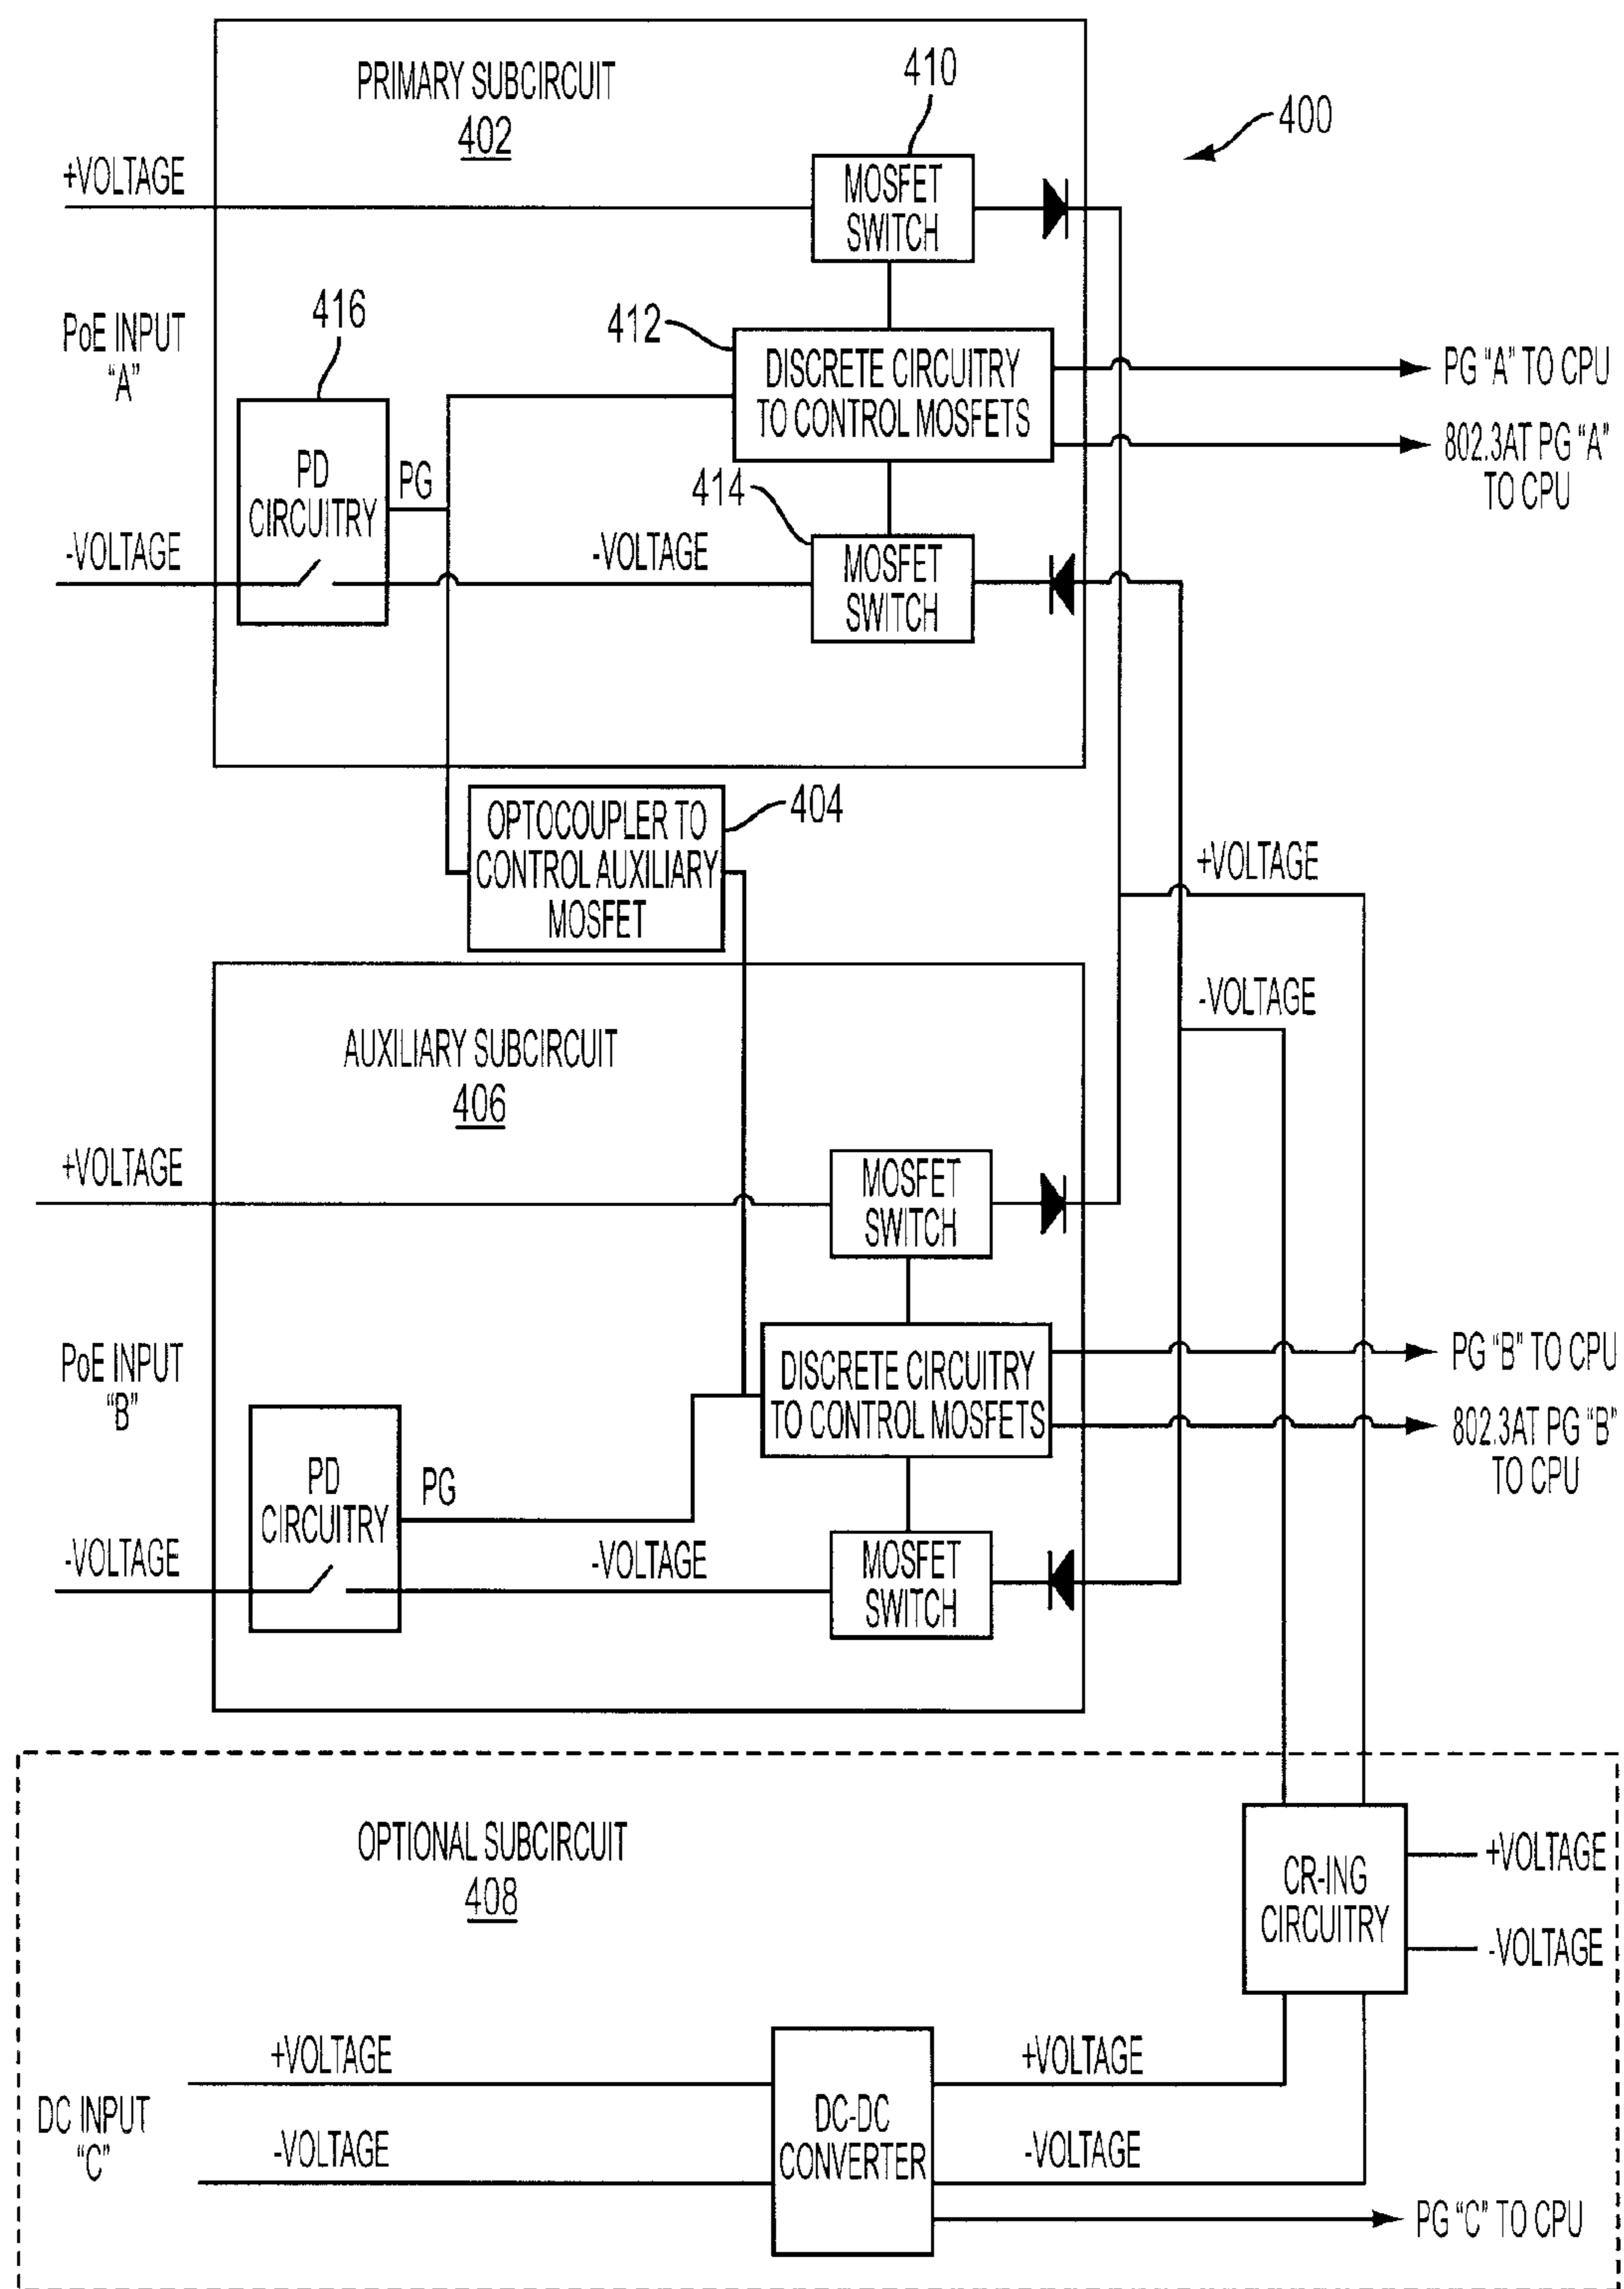 PRIMARY SUBCIRCUIT
402
410
400
+VOLTAGE
MOSFET
SWITCH
PoE INPUT
"A"
416
412
DISCRETE CIRCUITRY
TO CONTROL MOSFETS
PG "A" TO CPU
802.3AT PG "A"
TO CPU
PD
CIRCUITRY
PG
414
-VOLTAGE
-VOLTAGE
MOSFET
SWITCH
OPTOCOUPLER TO
CONTROL AUXILIARY
MOSFET
404
+VOLTAGE
-VOLTAGE
AUXILIARY SUBCIRCUIT
406
+VOLTAGE
MOSFET
SWITCH
PoE INPUT
"B"
DISCRETE CIRCUITRY
TO CONTROL MOSFETS
PG "B" TO CPU
802.3AT PG "B"
TO CPU
PD
CIRCUITRY
PG
-VOLTAGE
-VOLTAGE
MOSFET
SWITCH
OPTIONAL SUBCIRCUIT
408
CR-ING
CIRCUITRY
+VOLTAGE
-VOLTAGE
DC INPUT
"C"
+VOLTAGE
-VOLTAGE
DC-DC
CONVERTER
+VOLTAGE
-VOLTAGE
PG "C" TO CPU